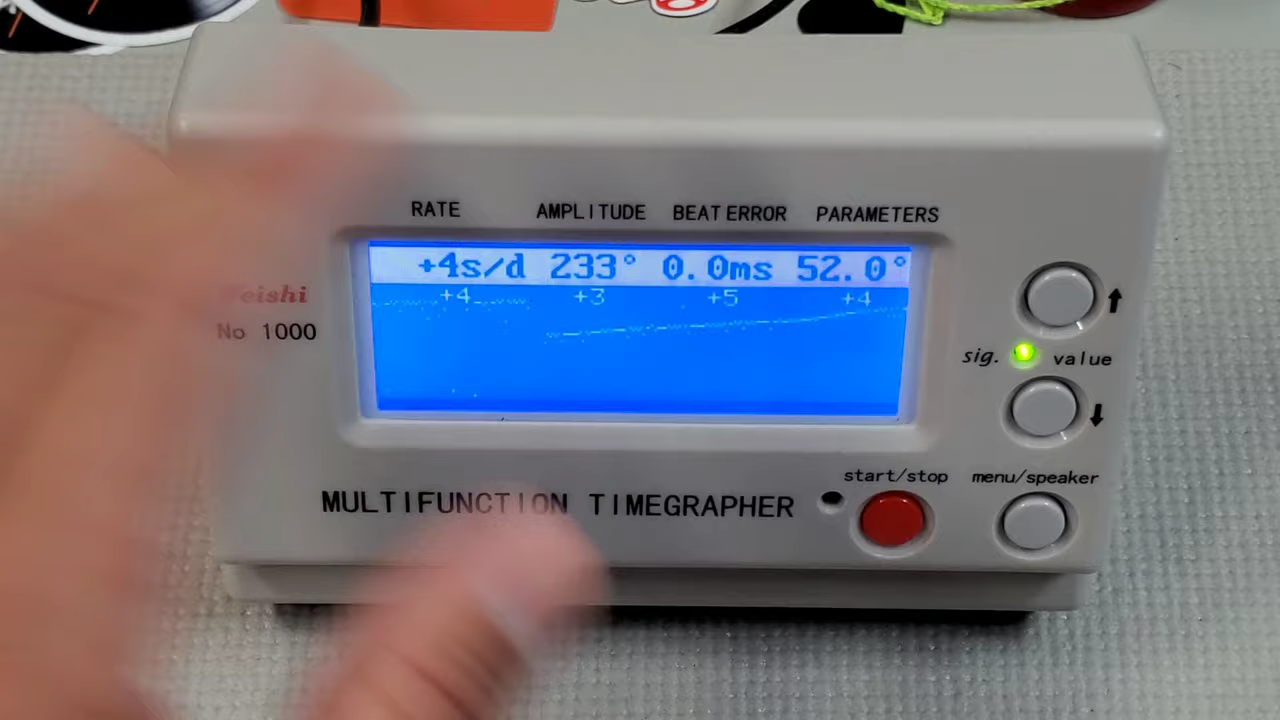 RATE AMPLITUDE BEAT ERROR PARAMETERS
+4s/d 233° 0.0ms 52.0°
+4 +3 +5 +4
Weishi
No 1000
sig. value
start/stop menu/speaker
MULTIFUNCTION TIMEGRAPHER